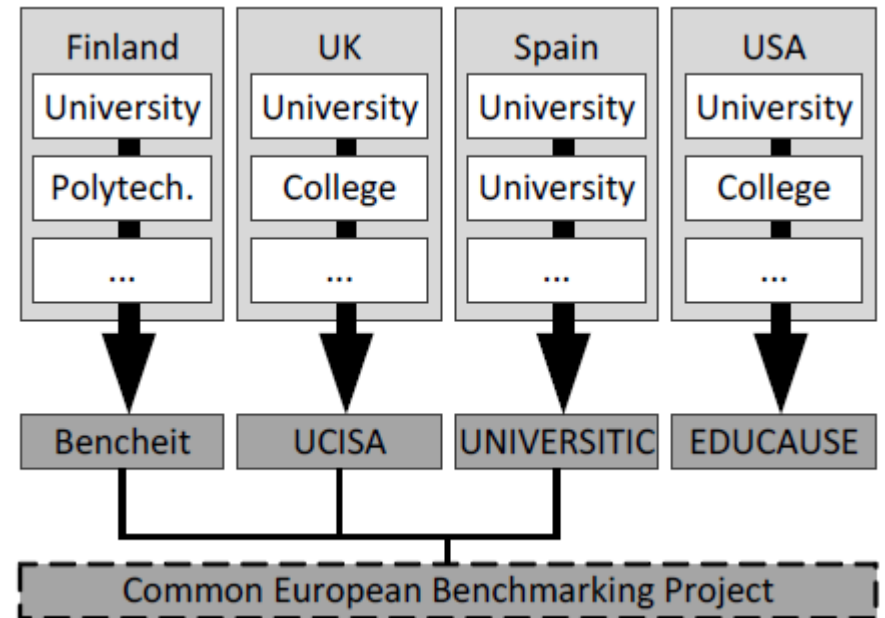 Finland
University
Polytech.
...
Bencheit
UK
University
College
...
UCISA
Spain
University
University
...
UNIVERSITIC
USA
University
College
...
EDUCAUSE
Common European Benchmarking Project